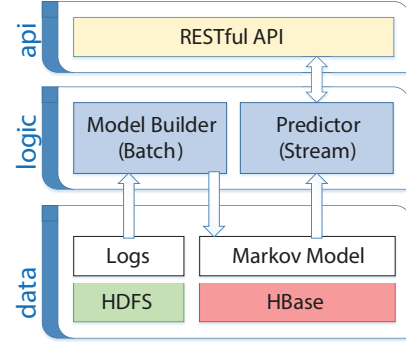 api
RESTful API
logic
Model Builder
(Batch)
Predictor
(Stream)
data
Logs
Markov Model
HDFS
HBase